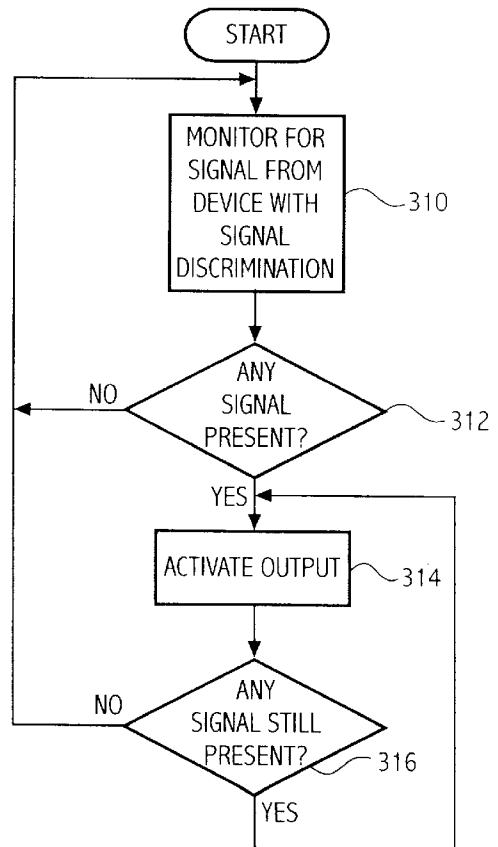 START
MONITOR FOR
SIGNAL FROM
DEVICE WITH
SIGNAL
DISCRIMINATION
310
ANY
SIGNAL
PRESENT?
NO
312
YES
ACTIVATE OUTPUT
314
ANY
SIGNAL STILL
PRESENT?
NO
316
YES